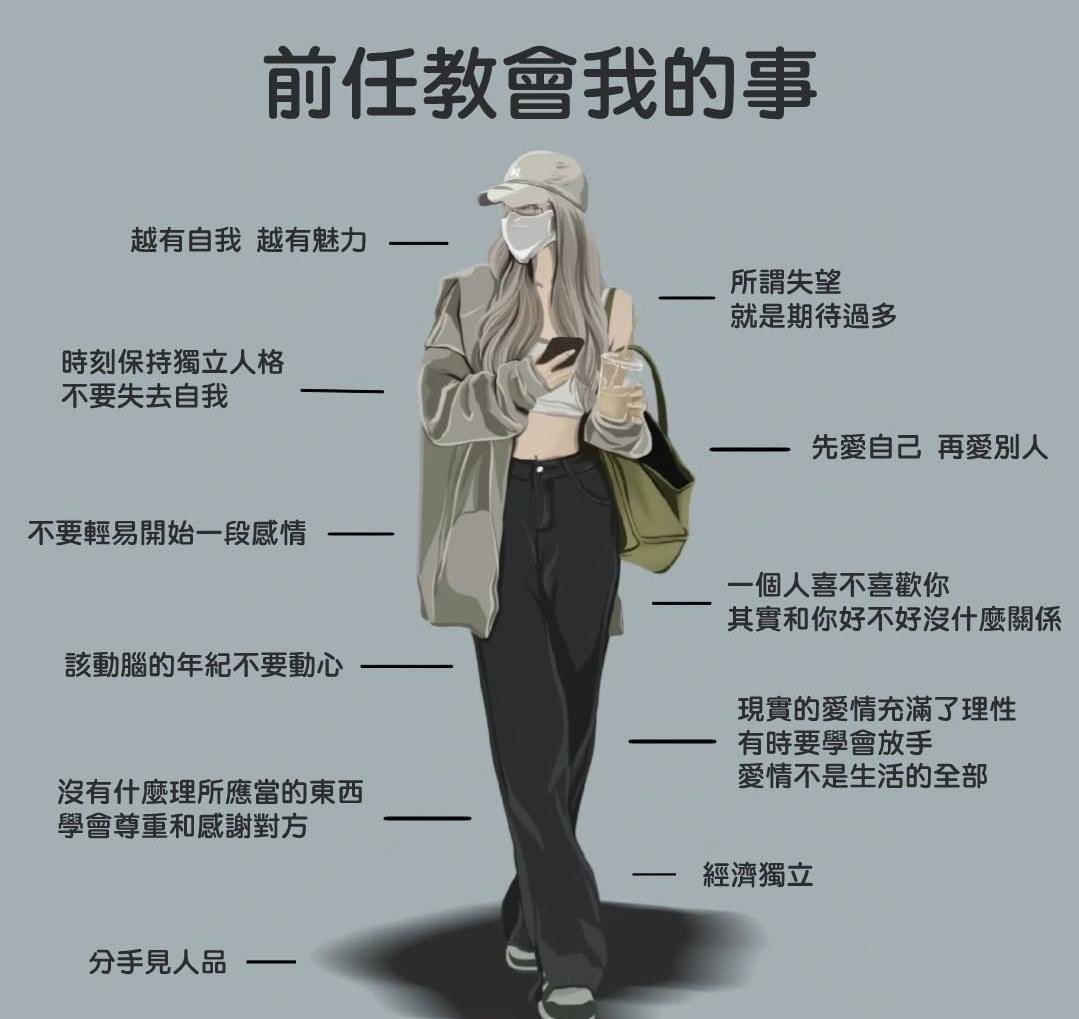 前任教會我的事
越有自我 越有魅力
所謂失望
就是期待過多
時刻保持獨立人格
不要失去自我
先愛自己 再愛別人
不要輕易開始一段感情
一個人喜不喜歡你
其實和你好不好沒什麼關係
該動腦的年紀不要動心
現實的愛情充滿了理性
有時要學會放手
愛情不是生活的全部
沒有什麼理所應當的東西
學會尊重和感謝對方
經濟獨立
分手見人品